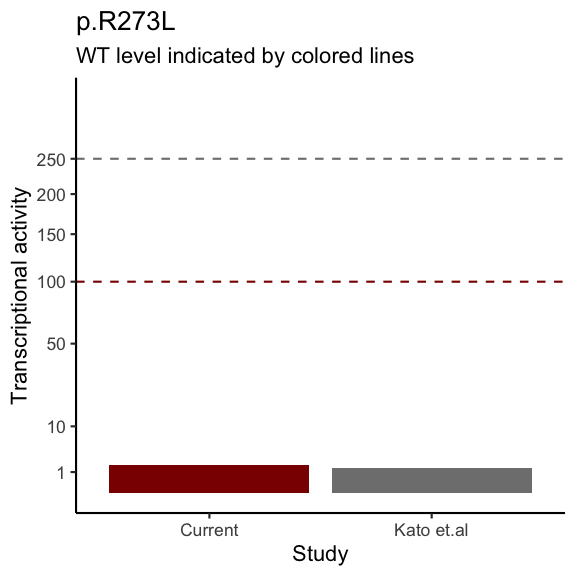 p.R273L
WT level indicated by colored lines
Transcriptional activity
250
200
150
100
50
10
1
Current
Kato et.al
Study